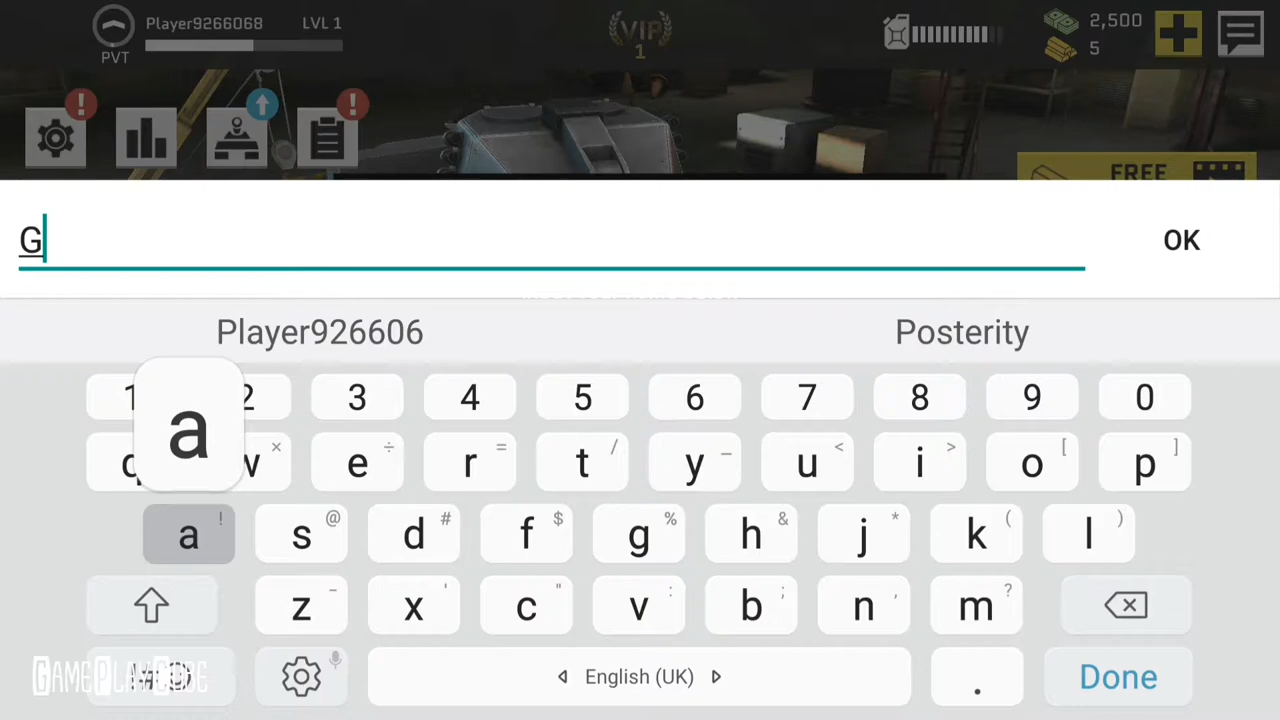 Player9266068 LVL 1
PVT
VIP
1
2,500
5
FREE
G
OK
Player926606 Posterity
a
1 2 3 4 5 6 7 8 9 0
q w × e ÷ r = t / y _ u < i > o [ p ]
a ! s @ d # f $ g % h & j * k ( l )
z - x ' c " v : b ; n , m ?
English (UK) . Done
GamePlayCube